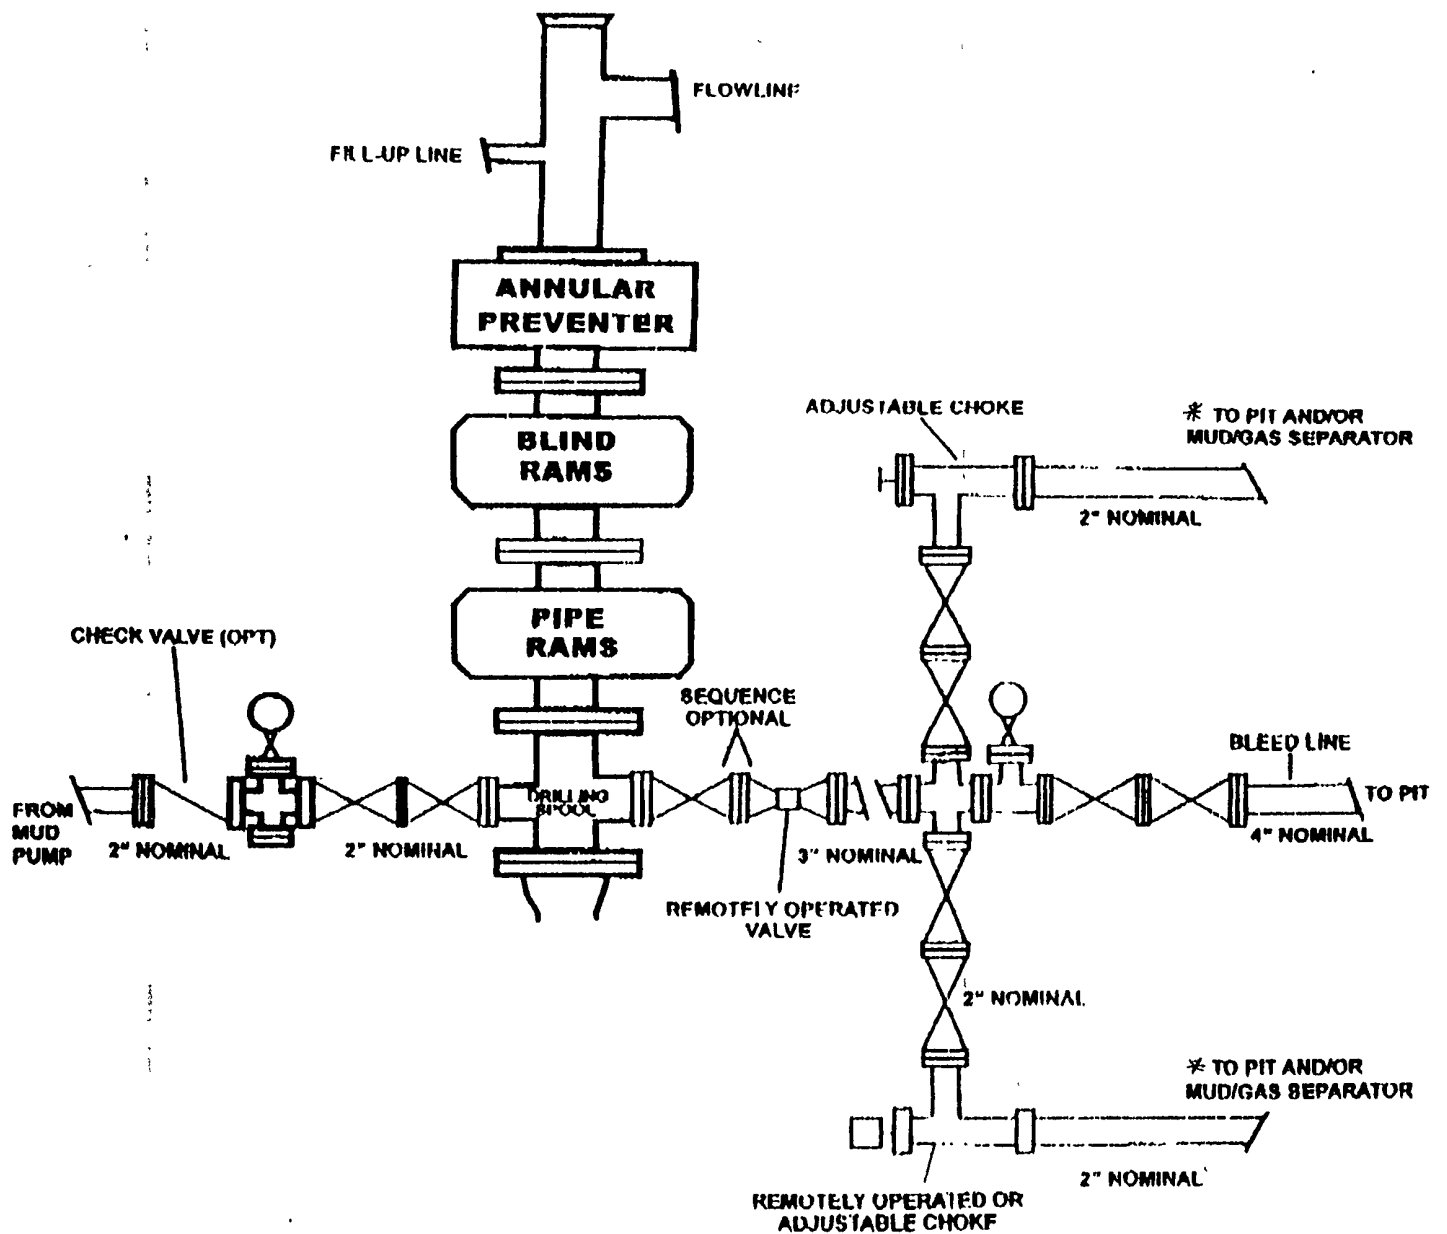 FLOWLINE
FILL-UP LINE
ANNULAR
PREVENTER
ADJUSTABLE CHOKE
* TO PIT AND/OR
MUD/GAS SEPARATOR
BLIND
RAMS
2" NOMINAL
PIPE
RAMS
CHECK VALVE (OPT)
SEQUENCE
OPTIONAL
BLEED LINE
DRILLING
SPOOL
TO PIT
FROM
MUD
PUMP
2" NOMINAL
2" NOMINAL
3" NOMINAL
4" NOMINAL
REMOTELY OPERATED
VALVE
2" NOMINAL
* TO PIT AND/OR
MUD/GAS SEPARATOR
2" NOMINAL
REMOTELY OPERATED OR
ADJUSTABLE CHOKE